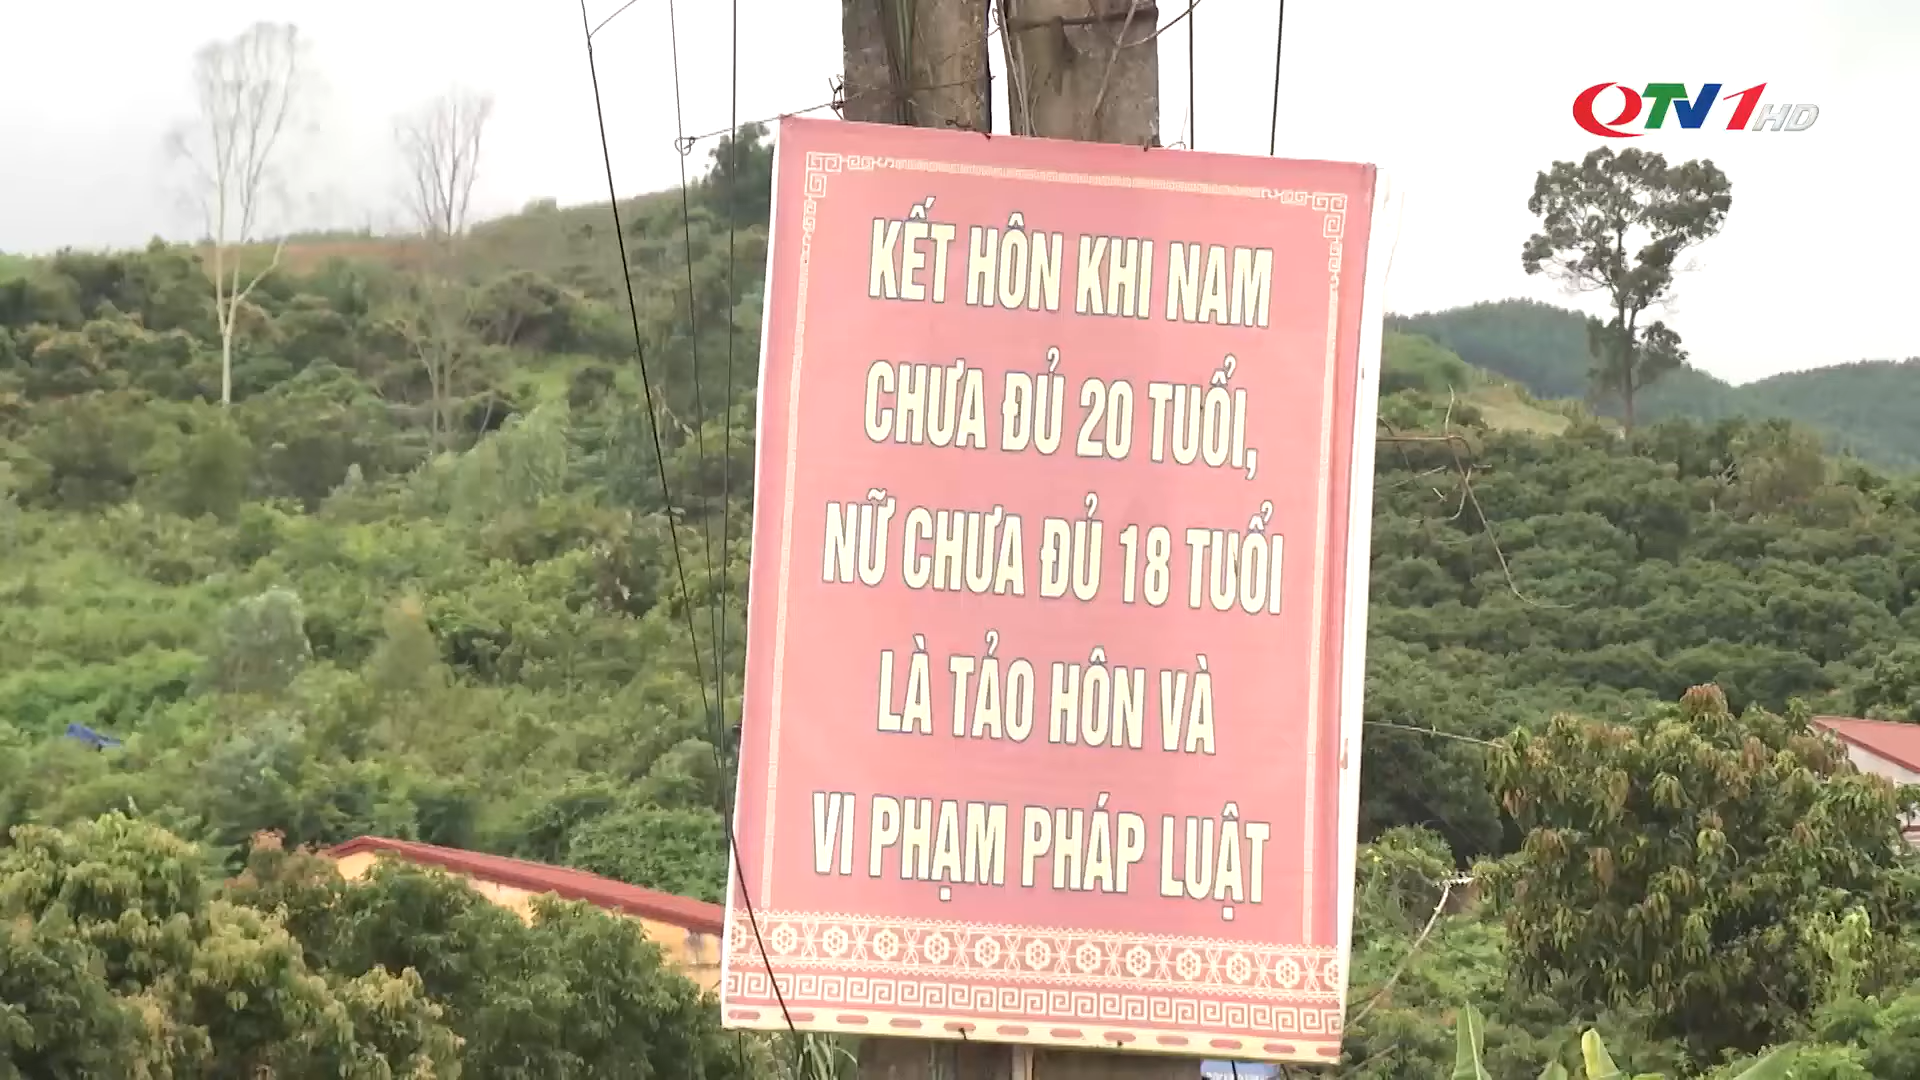 QTV1HD
KẾT HÔN KHI NAM
CHƯA ĐỦ 20 TUỔI,
NỮ CHƯA ĐỦ 18 TUỔI
LÀ TẢO HÔN VÀ
VI PHẠM PHÁP LUẬT